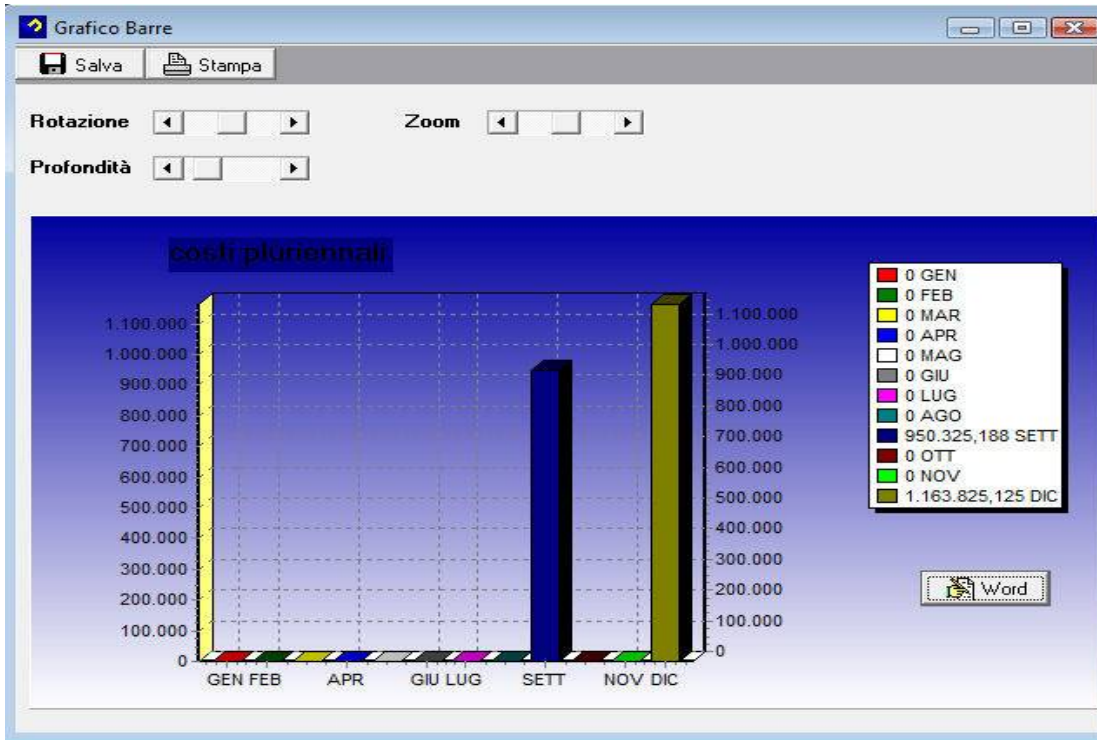 Grafico Barre
Salva Stampa
Rotazione Zoom
Profondità
costi pluriennali
1.100.000
1.000.000
900.000
800.000
700.000
600.000
500.000
400.000
300.000
200.000
100.000
0
GEN FEB APR GIU LUG SETT NOV DIC
1.100.000
1.000.000
900.000
800.000
700.000
600.000
500.000
400.000
300.000
200.000
100.000
0
0 GEN
0 FEB
0 MAR
0 APR
0 MAG
0 GIU
0 LUG
0 AGO
950.325,188 SETT
0 OTT
0 NOV
1.163.825,125 DIC
Word